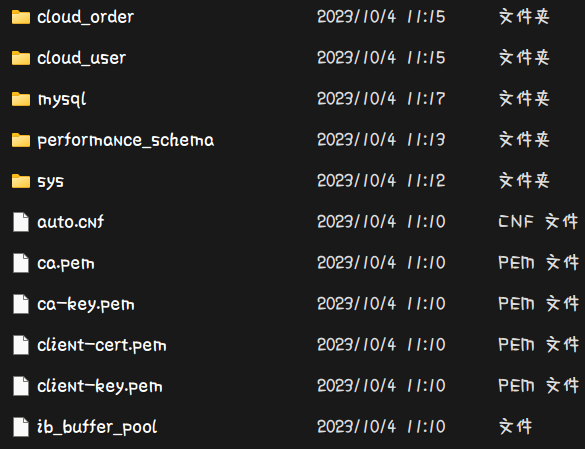 cloud_order 2023/10/4 11:15 文件夹
cloud_user 2023/10/4 11:15 文件夹
mysql 2023/10/4 11:17 文件夹
performance_schema 2023/10/4 11:13 文件夹
sys 2023/10/4 11:12 文件夹
auto.cnf 2023/10/4 11:10 CNF 文件
ca.pem 2023/10/4 11:10 PEM 文件
ca-key.pem 2023/10/4 11:10 PEM 文件
client-cert.pem 2023/10/4 11:10 PEM 文件
client-key.pem 2023/10/4 11:10 PEM 文件
ib_buffer_pool 2023/10/4 11:10 文件